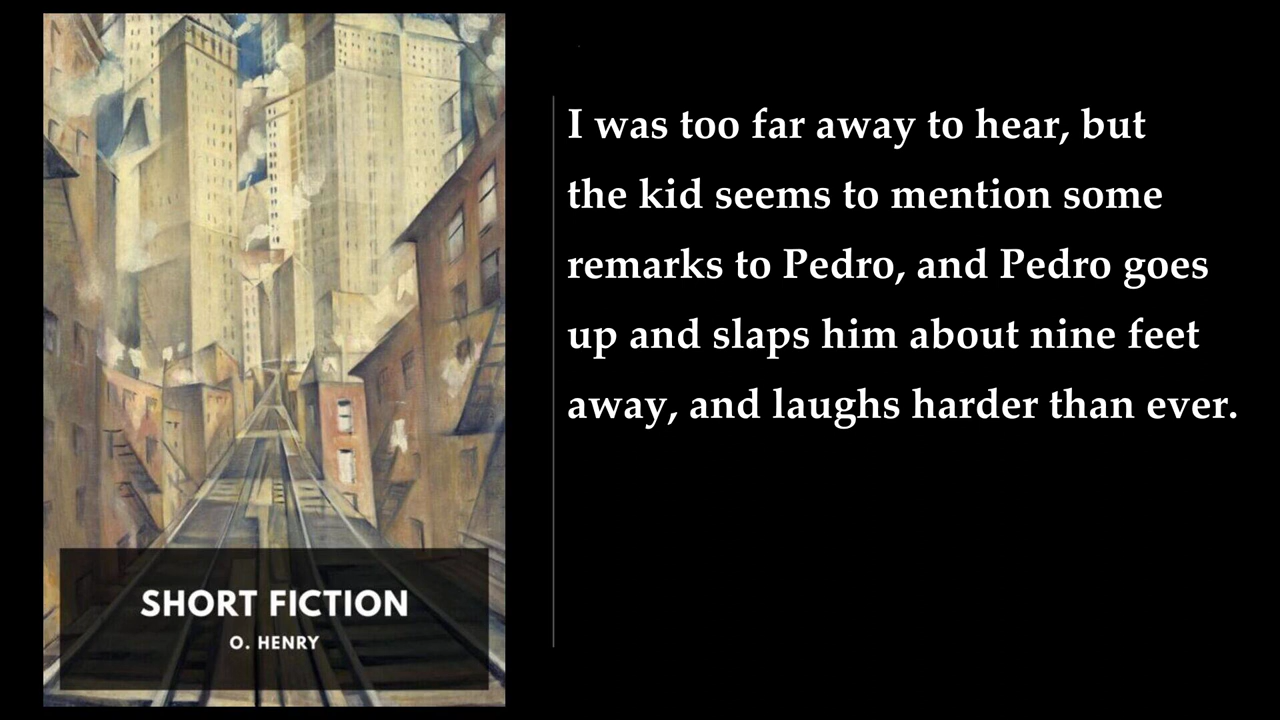 SHORT FICTION
O. HENRY
I was too far away to hear, but
the kid seems to mention some
remarks to Pedro, and Pedro goes
up and slaps him about nine feet
away, and laughs harder than ever.